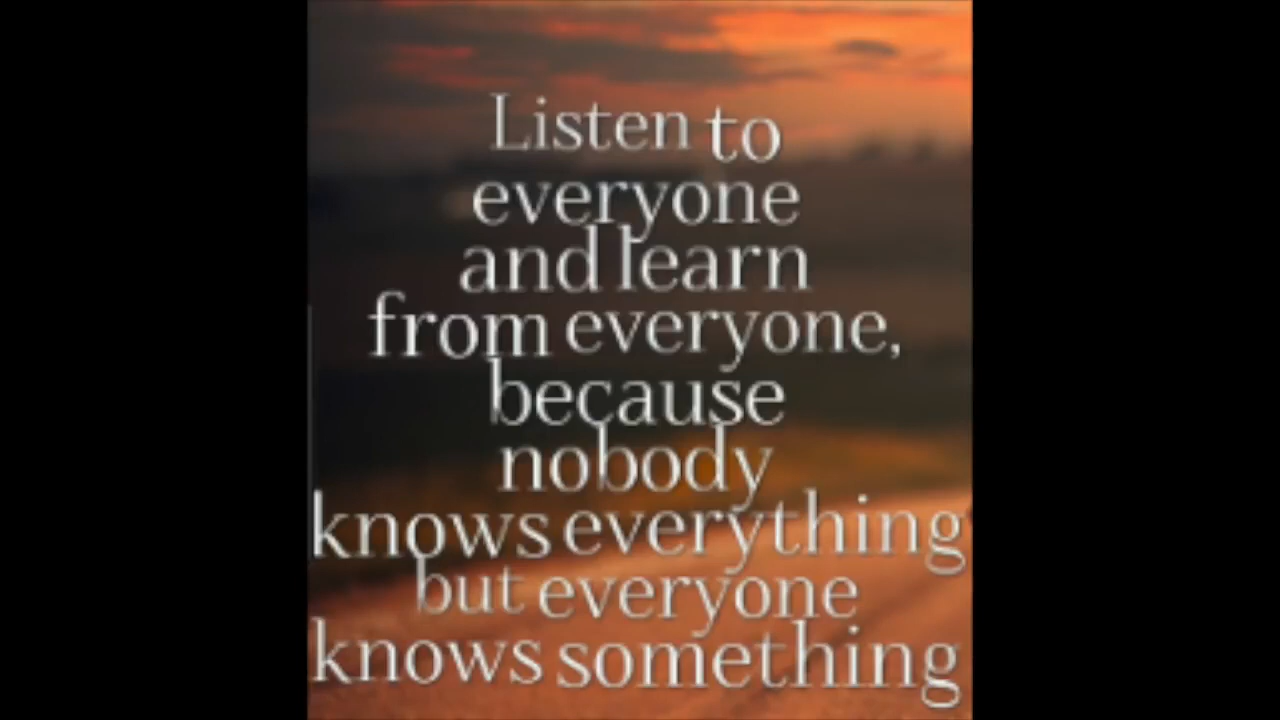 Listen to
everyone
and learn
from everyone,
because
nobody
knows everything
but everyone
knows something